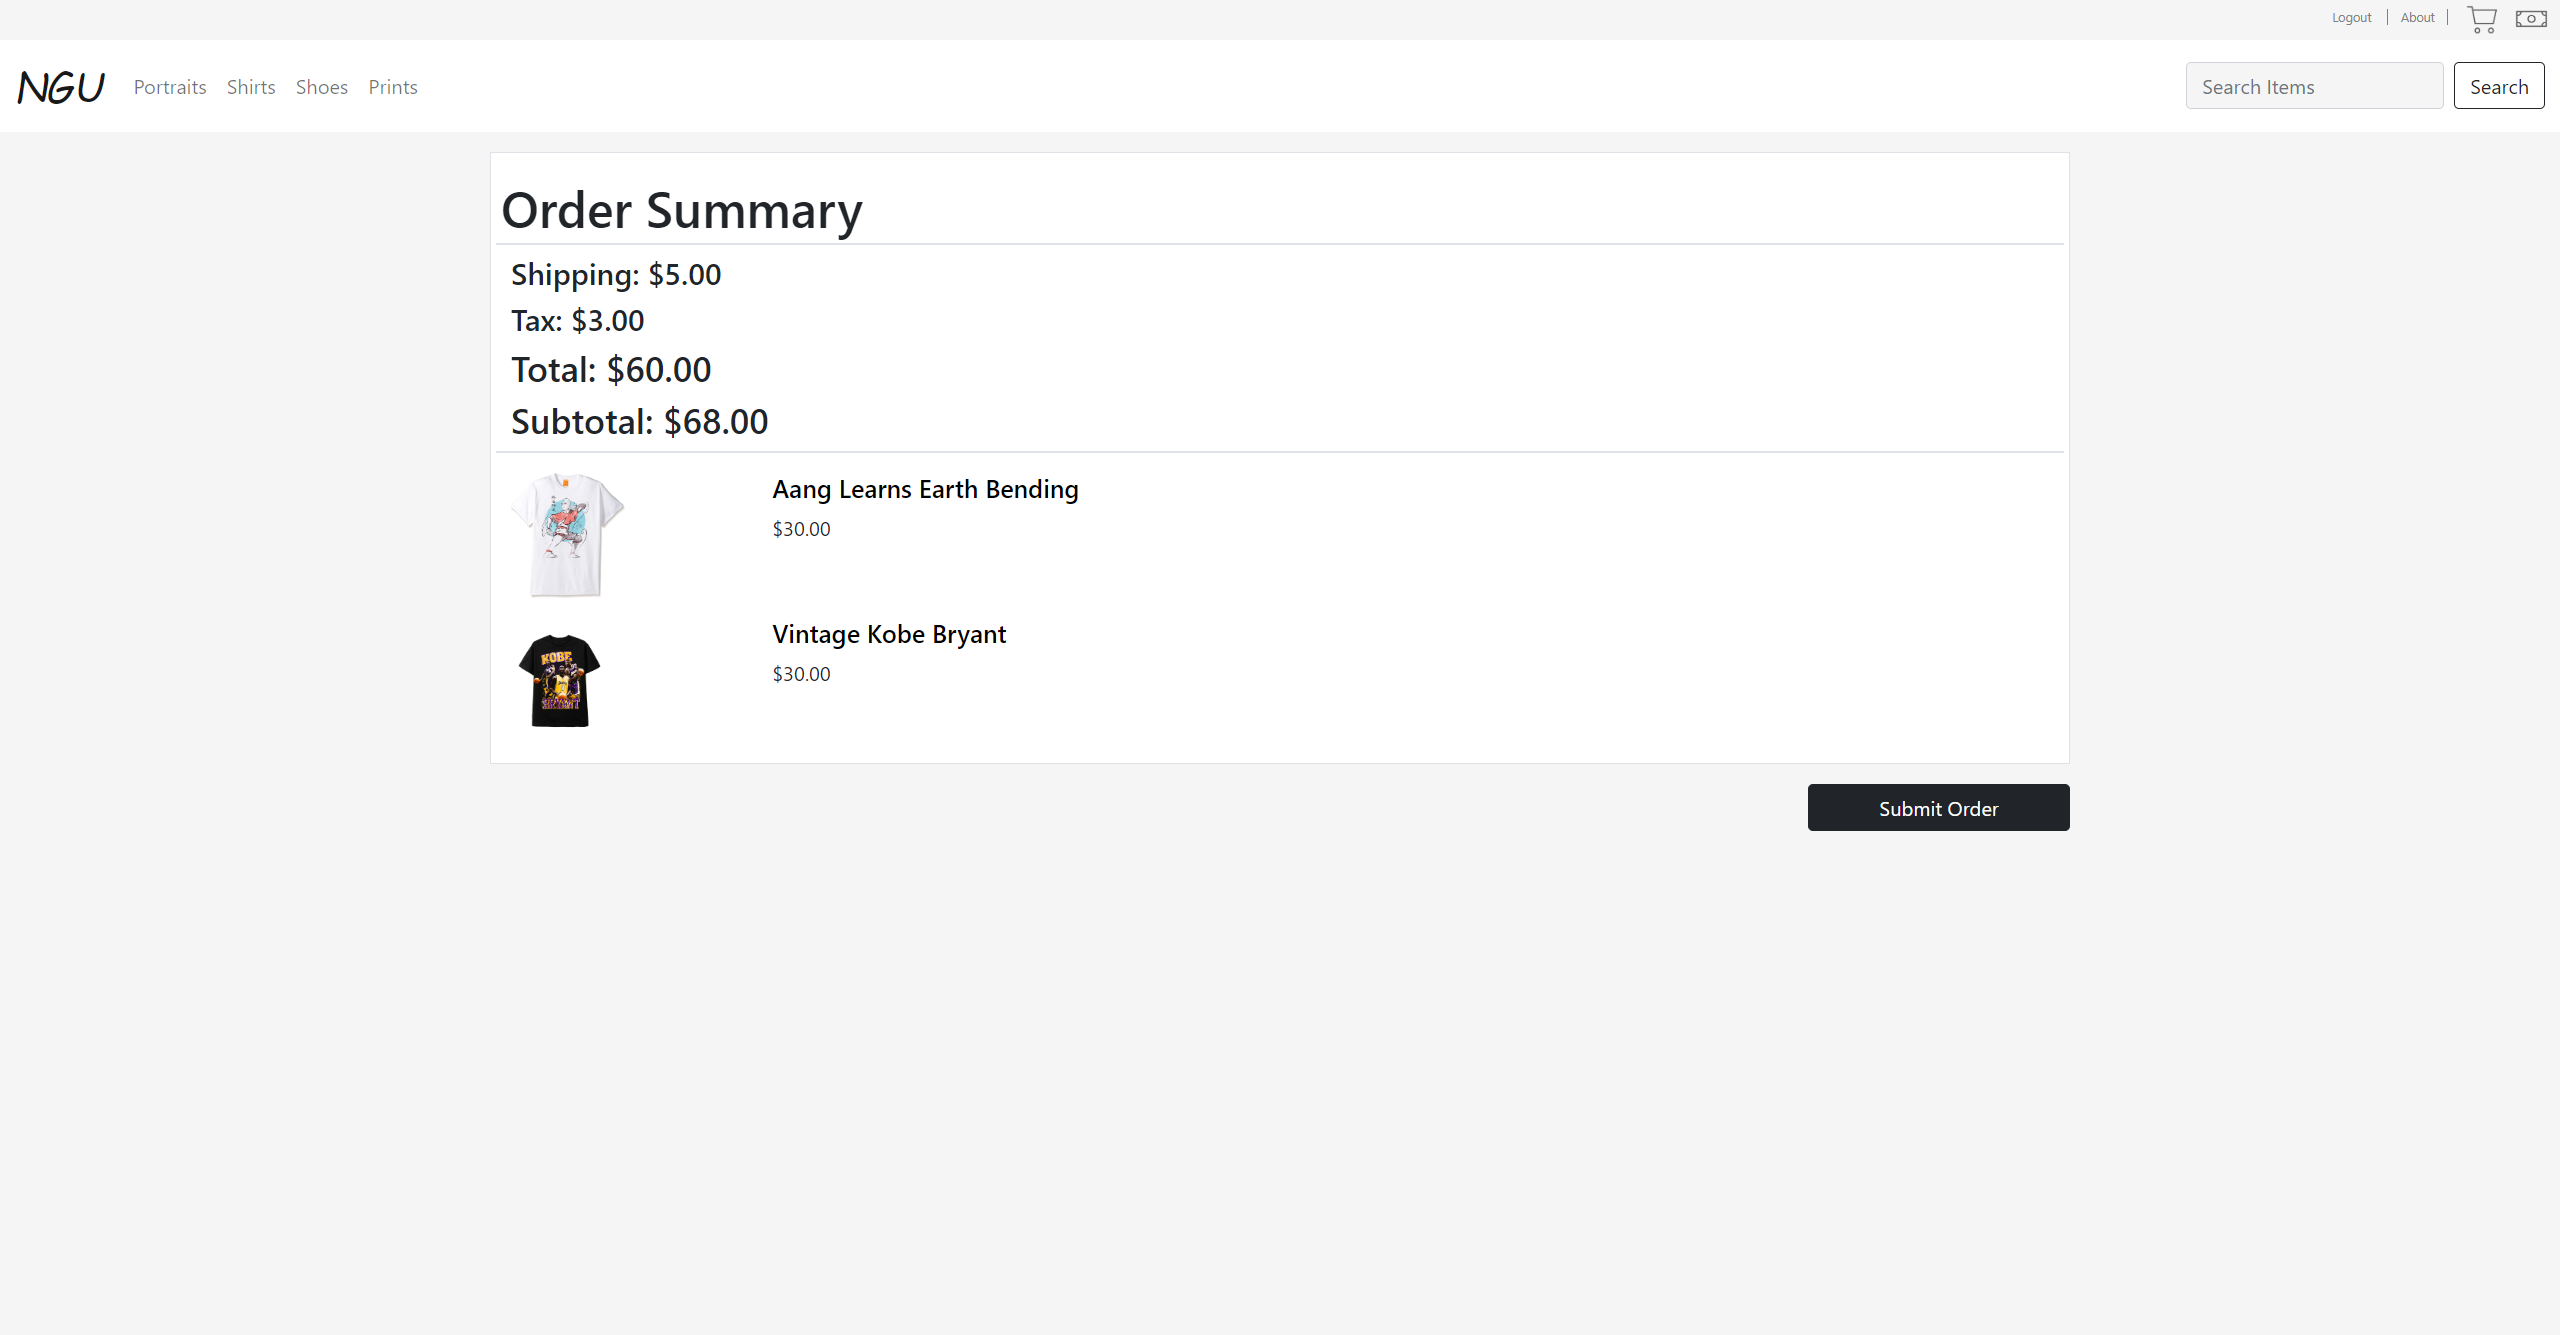 Logout | About |
NGU Portraits Shirts Shoes Prints Search Items Search
Order Summary
Shipping: $5.00
Tax: $3.00
Total: $60.00
Subtotal: $68.00
Aang Learns Earth Bending
$30.00
Vintage Kobe Bryant
$30.00
KOBE
BRYANT
Submit Order